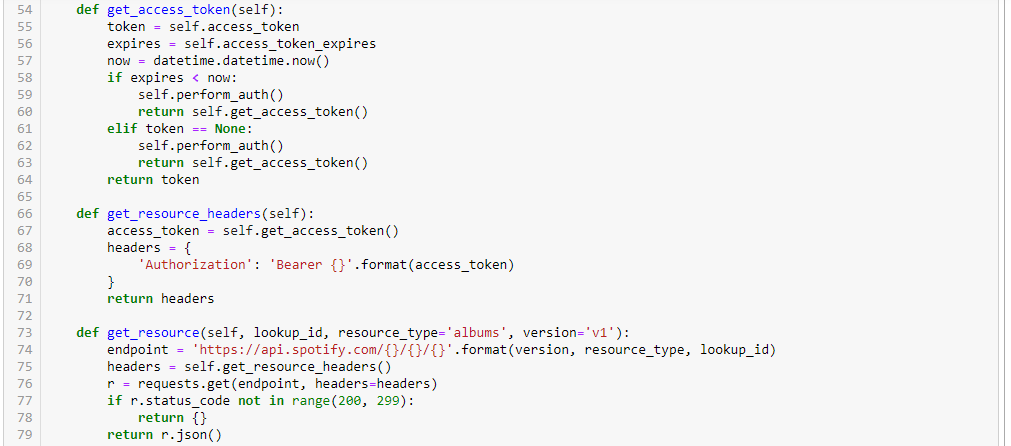 54 def get_access_token(self):
55 token = self.access_token
56 expires = self.access_token_expires
57 now = datetime.datetime.now()
58 if expires < now:
59 self.perform_auth()
60 return self.get_access_token()
61 elif token == None:
62 self.perform_auth()
63 return self.get_access_token()
64 return token
65
66 def get_resource_headers(self):
67 access_token = self.get_access_token()
68 headers = {
69 'Authorization': 'Bearer {}'.format(access_token)
70 }
71 return headers
72
73 def get_resource(self, lookup_id, resource_type='albums', version='v1'):
74 endpoint = 'https://api.spotify.com/{}/{}/{}'.format(version, resource_type, lookup_id)
75 headers = self.get_resource_headers()
76 r = requests.get(endpoint, headers=headers)
77 if r.status_code not in range(200, 299):
78 return {}
79 return r.json()